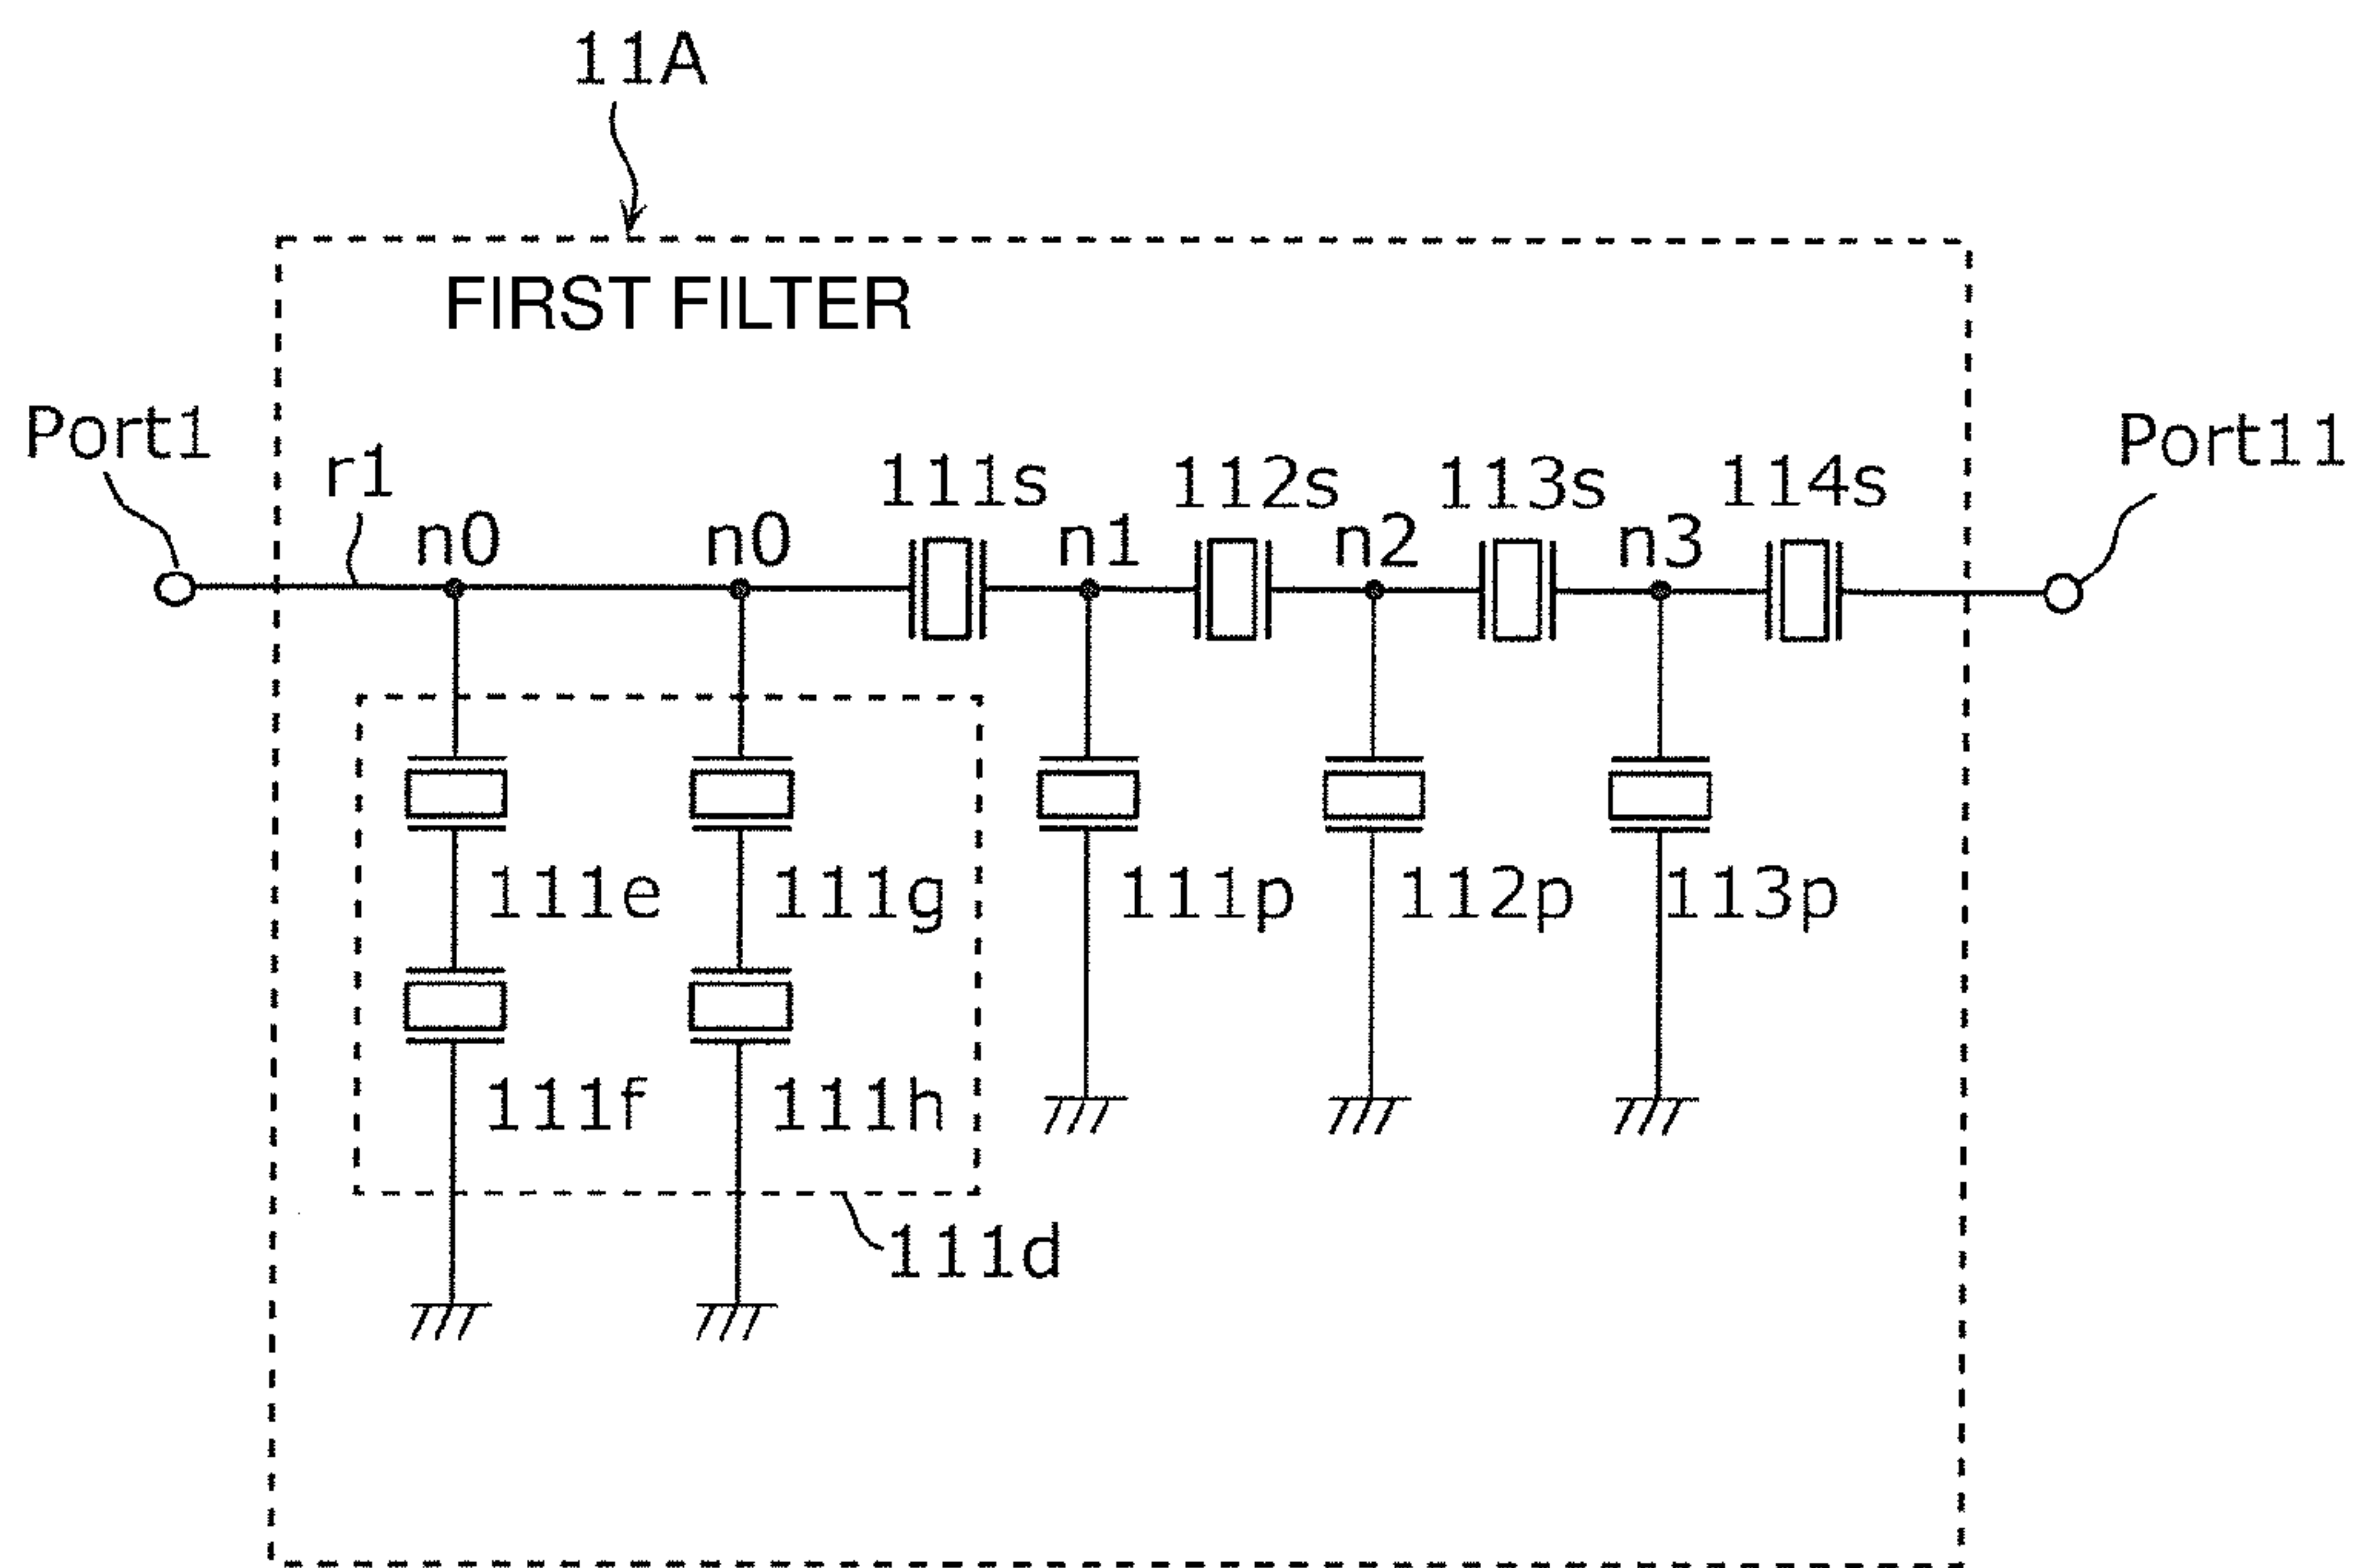 11A
FIRST FILTER
Port1
r1
n0
n0
111s
n1
112s
n2
113s
n3
114s
Port11
111e
111g
111p
112p
113p
111f
111h
111d